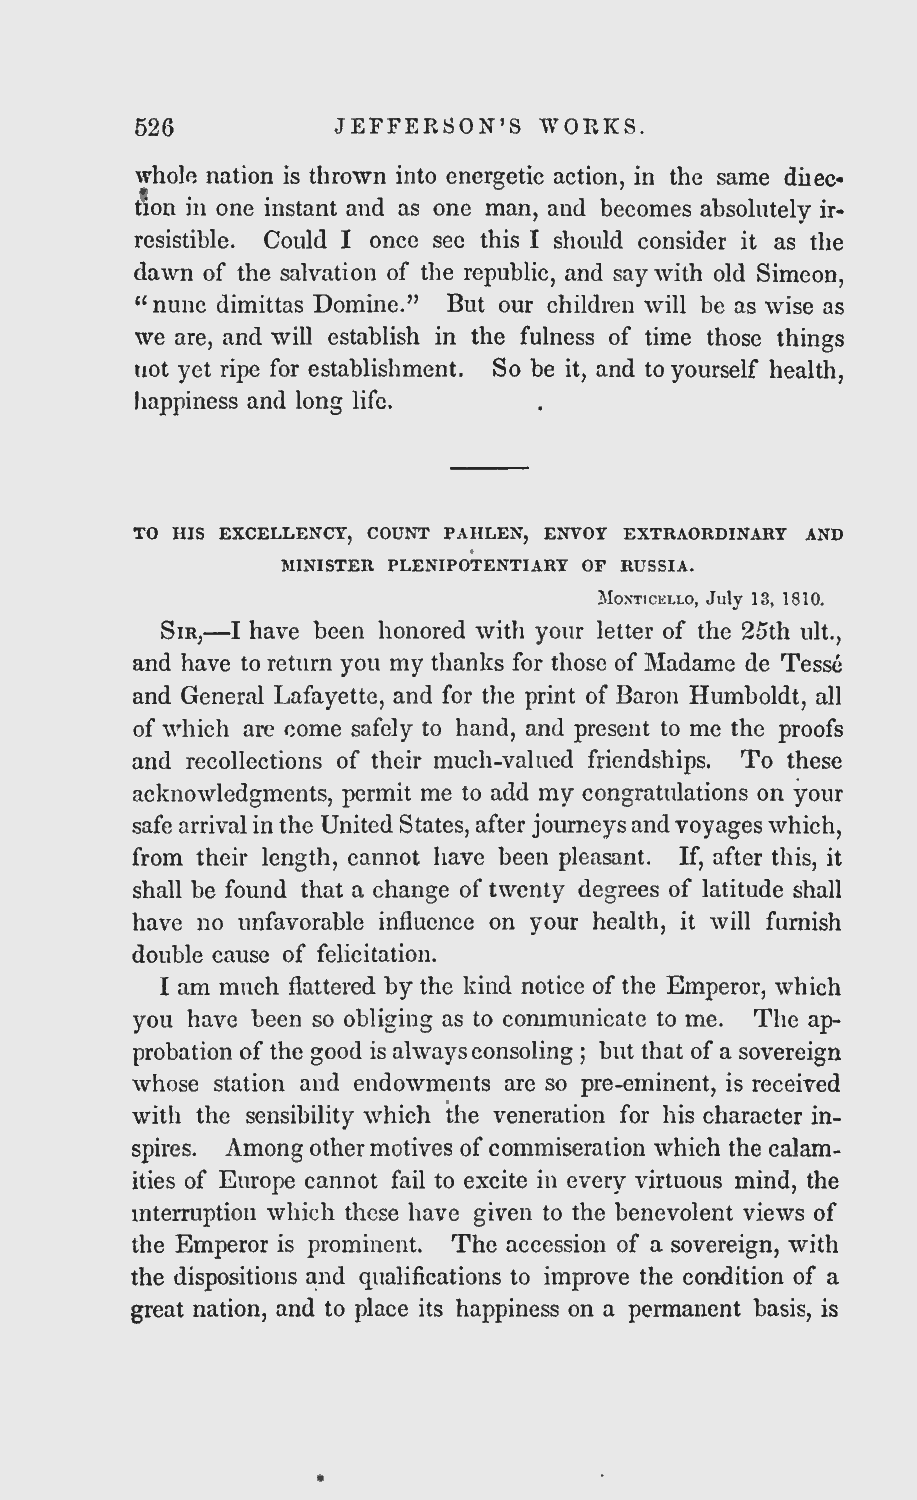 526 JEFFERSON'S WORKS.
whole nation is thrown into energetic action, in the same direc-
tion in one instant and as one man, and becomes absolutely ir-
resistible. Could I once see this I should consider it as the
dawn of the salvation of the republic, and say with old Simeon,
"nunc dimittas Domine." But our children will be as wise as
we are, and will establish in the fulness of time those things
not yet ripe for establishment. So be it, and to yourself health,
happiness and long life.
TO HIS EXCELLENCY, COUNT PAHLEN, ENVOY EXTRAORDINARY AND
MINISTER PLENIPOTENTIARY OF RUSSIA.
Monticello, July 13, 1810.
Sir,—I have been honored with your letter of the 25th ult.,
and have to return you my thanks for those of Madame de Tessé
and General Lafayette, and for the print of Baron Humboldt, all
of which are come safely to hand, and present to me the proofs
and recollections of their much-valued friendships. To these
acknowledgments, permit me to add my congratulations on your
safe arrival in the United States, after journeys and voyages which,
from their length, cannot have been pleasant. If, after this, it
shall be found that a change of twenty degrees of latitude shall
have no unfavorable influence on your health, it will furnish
double cause of felicitation.
I am much flattered by the kind notice of the Emperor, which
you have been so obliging as to communicate to me. The ap-
probation of the good is always consoling; but that of a sovereign
whose station and endowments are so pre-eminent, is received
with the sensibility which the veneration for his character in-
spires. Among other motives of commiseration which the calam-
ities of Europe cannot fail to excite in every virtuous mind, the
interruption which these have given to the benevolent views of
the Emperor is prominent. The accession of a sovereign, with
the dispositions and qualifications to improve the condition of a
great nation, and to place its happiness on a permanent basis, is